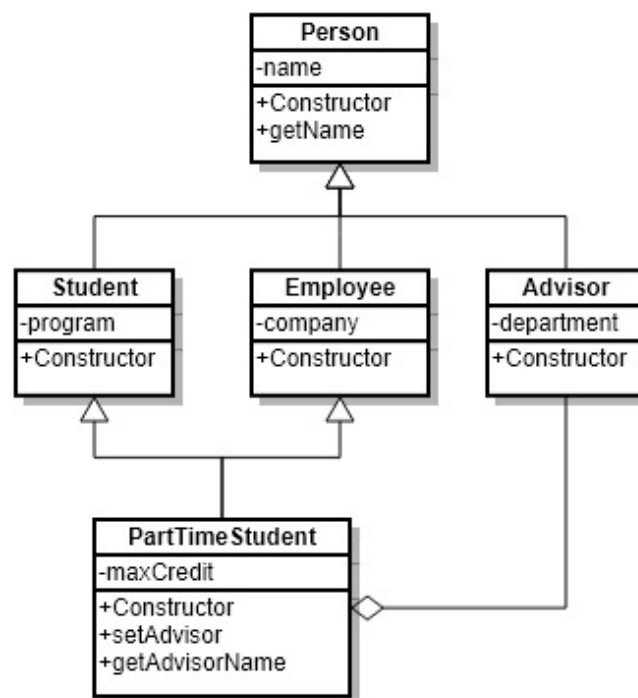 Person
-name
+Constructor
+getName
Student
-program
+Constructor
Employee
-company
+Constructor
Advisor
-department
+Constructor
PartTimeStudent
-maxCredit
+Constructor
+setAdvisor
+getAdvisorName